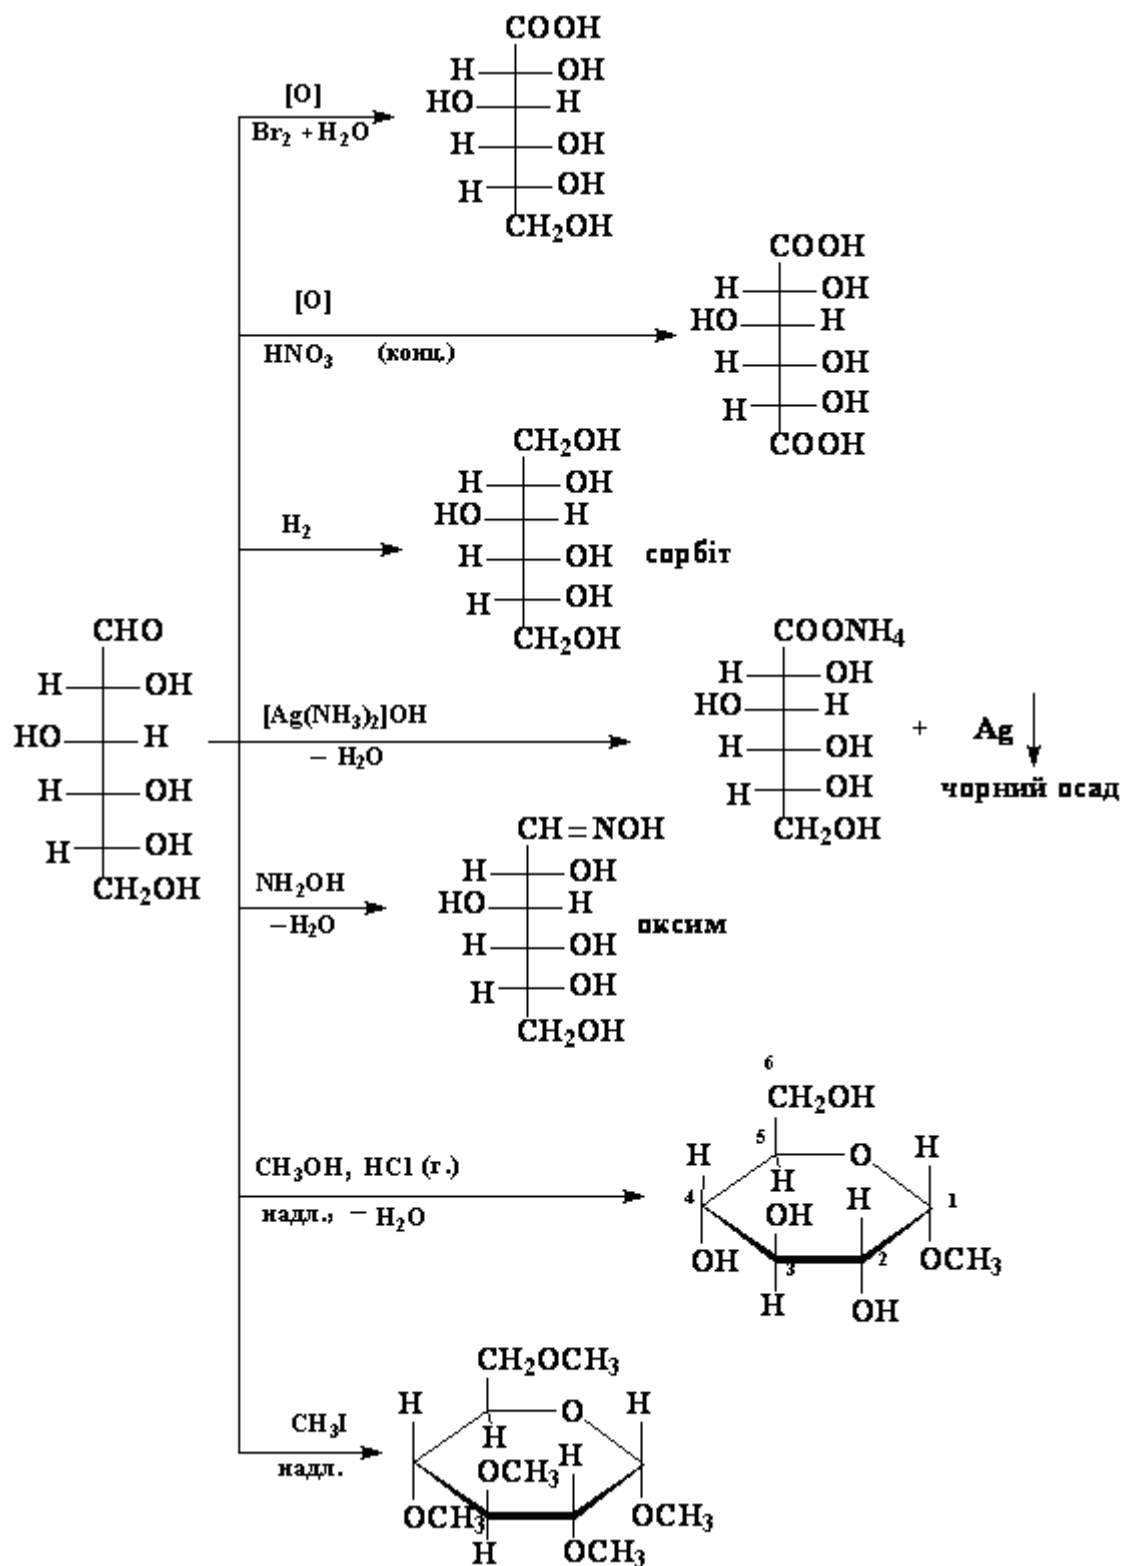 COOH
H OH
[O]
HO H
Br₂ + H₂O
H OH
H OH
CH₂OH
COOH
H OH
[O]
HO H
HNO₃ (конц.)
H OH
H OH
COOH
CH₂OH
H OH
H₂
HO H
H OH сорбіт
H OH
CH₂OH
CHO
H OH
HO H
H OH
H OH
CH₂OH
COONH₄
H OH
[Ag(NH₃)₂]OH
HO H
+ Ag
– H₂O
H OH
чорний осад
H OH
CH₂OH
CH=NOH
H OH
NH₂OH
HO H
–H₂O
оксим
H OH
H OH
CH₂OH
6
CH₂OH
5
H O H
CH₃OH, HCl (г.)
H H
4 1
надл., – H₂O
OH
OH 3 2 OCH₃
H OH
CH₂OCH₃
H O H
CH₃I
H H
надл.
OCH₃
OCH₃ OCH₃
H OCH₃